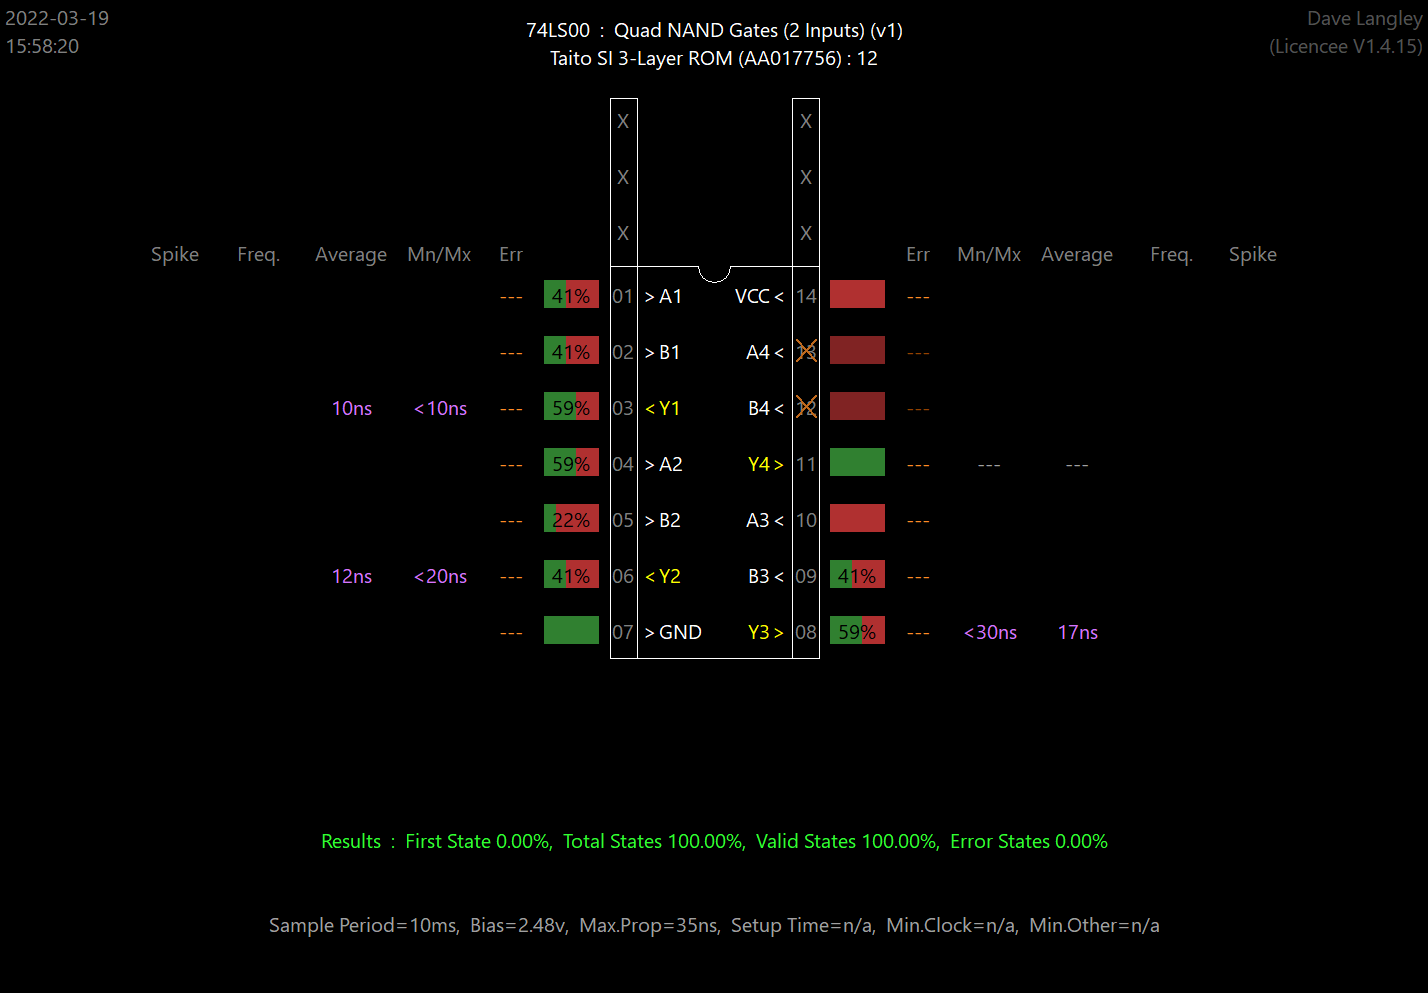 2022-03-19
15:58:20
74LS00 : Quad NAND Gates (2 Inputs) (v1)
Taito SI 3-Layer ROM (AA017756) : 12
Dave Langley
(Licencee V1.4.15)
X X
X X
X X
Spike Freq. Average Mn/Mx Err Err Mn/Mx Average Freq. Spike
--- 41% 01 > A1 VCC < 14 ---
--- 41% 02 > B1 A4 < 13 ---
10ns <10ns --- 59% 03 < Y1 B4 < 12 ---
--- 59% 04 > A2 Y4 > 11 --- --- ---
--- 22% 05 > B2 A3 < 10 ---
12ns <20ns --- 41% 06 < Y2 B3 < 09 41% ---
--- 07 > GND Y3 > 08 59% --- <30ns 17ns
Results : First State 0.00%, Total States 100.00%, Valid States 100.00%, Error States 0.00%
Sample Period=10ms, Bias=2.48v, Max.Prop=35ns, Setup Time=n/a, Min.Clock=n/a, Min.Other=n/a